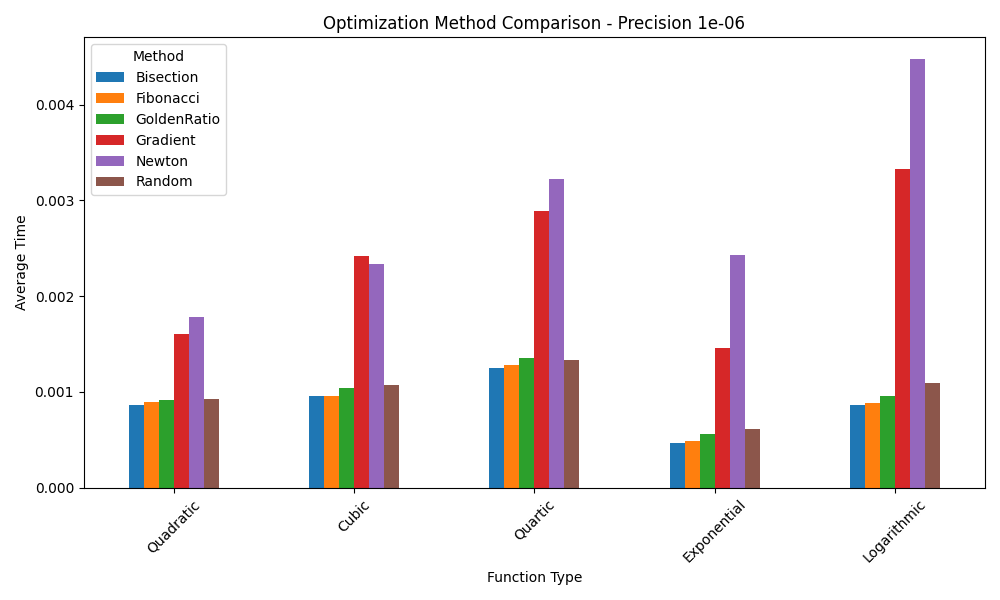 Optimization Method Comparison - Precision 1e-06
Method
Bisection
Fibonacci
GoldenRatio
Gradient
Newton
Random
Average Time
0.004
0.003
0.002
0.001
0.000
Quadratic
Cubic
Quartic
Exponential
Logarithmic
Function Type